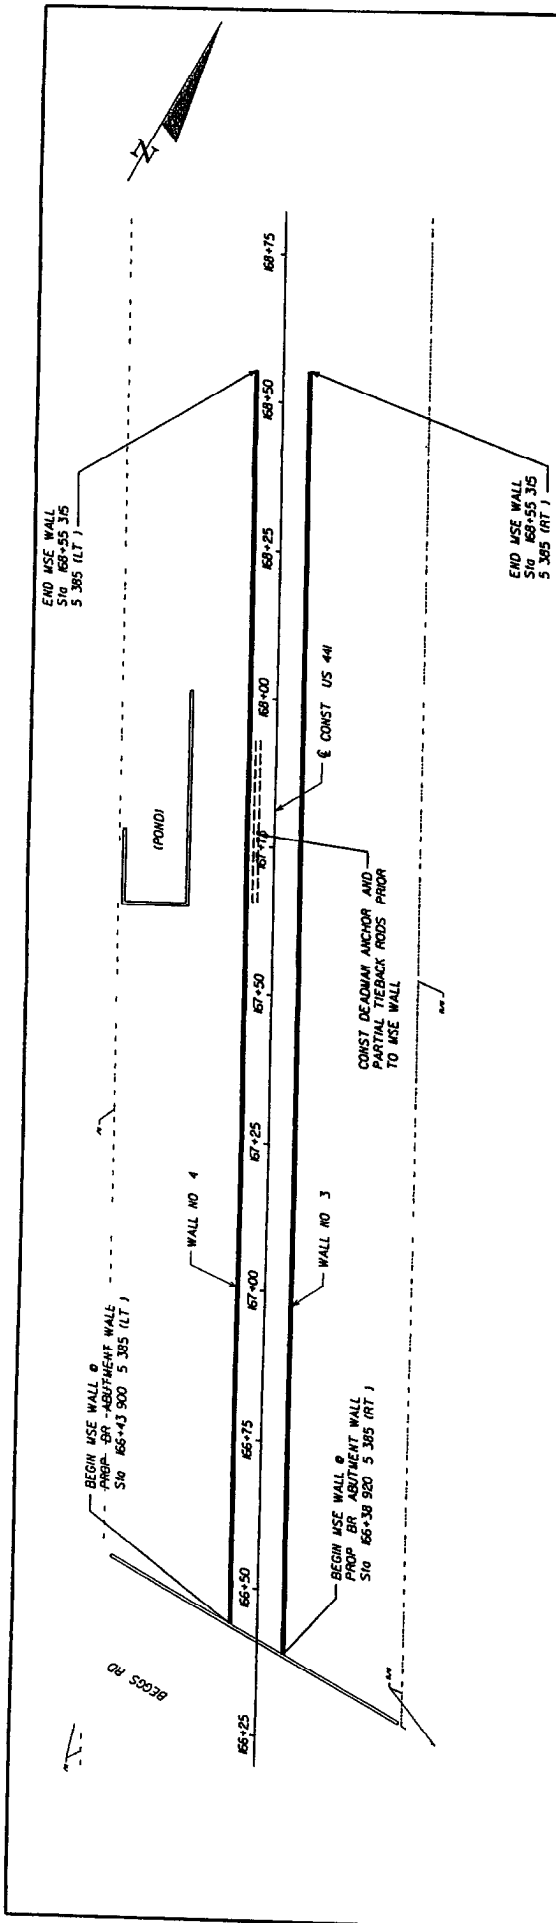 BEGGS RD
BEGIN MSE WALL @
PROP BR ABUTMENT WALL
Sta 166+43 900 5 385 (LT )
END MSE WALL
Sta 168+55 315
5 385 (LT )
(POND)
WALL NO 4
166+25
166+50
166+75
167+00
167+25
167+50
167+75
168+00
168+25
168+50
168+75
N
℄ CONST US 441
WALL NO 3
BEGIN MSE WALL @
PROP BR ABUTMENT WALL
Sta 166+38 920 5 385 (RT )
CONST DEADMAN ANCHOR AND
PARTIAL TIEBACK RODS PRIOR
TO MSE WALL
END MSE WALL
Sta 168+55 315
5 385 (RT )